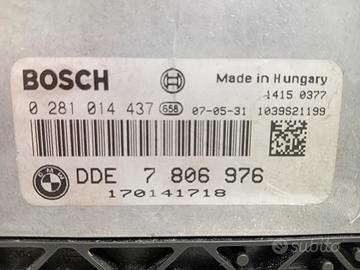 BOSCH
Made in Hungary
1415 0377
0 281 014 437 658 07-05-31 1039S21199
BMW
DDE 7 806 976
170141718
subito